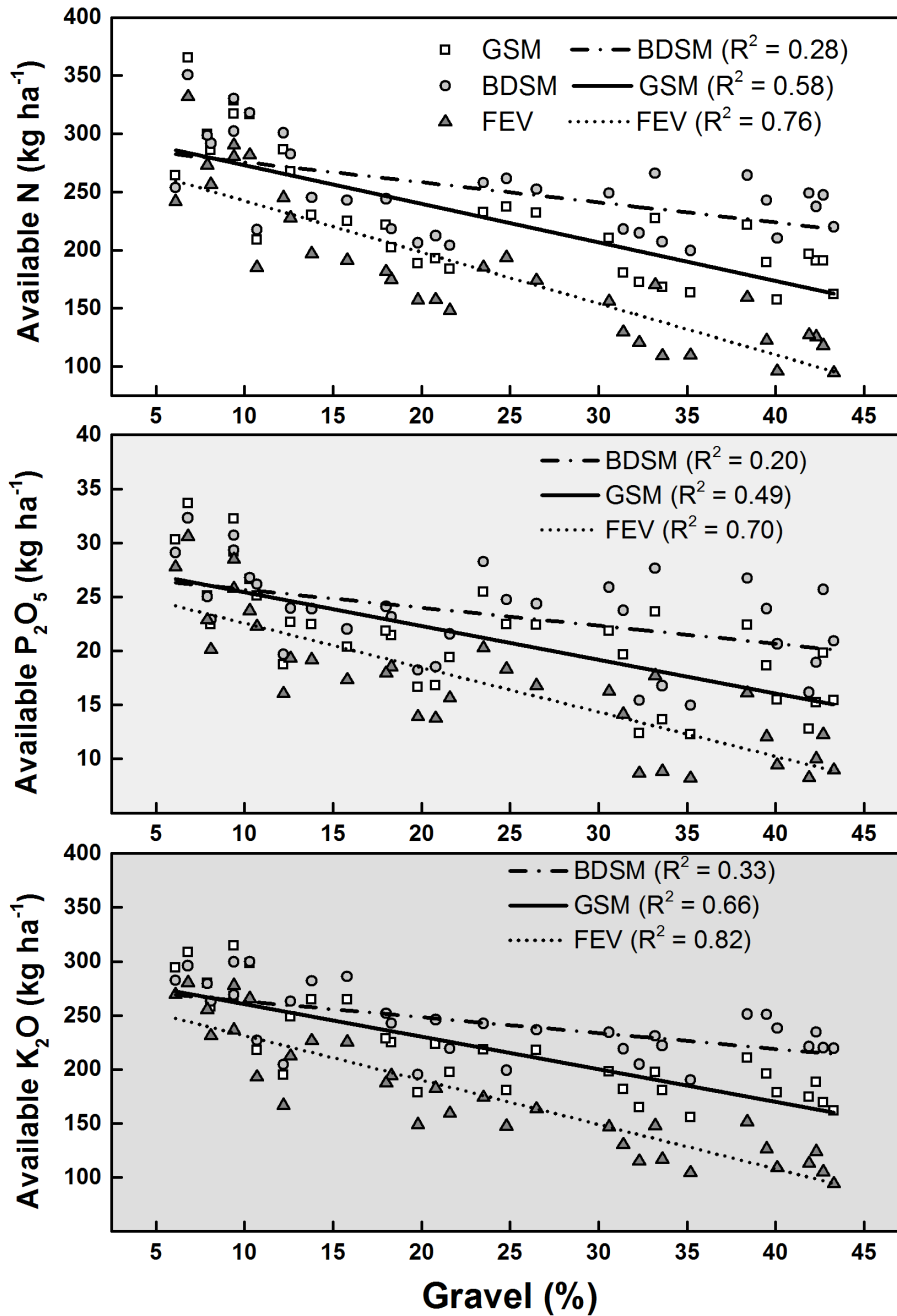 400
350
300
250
200
150
100
Available N (kg ha⁻¹)
GSM BDSM (R² = 0.28)
BDSM GSM (R² = 0.58)
FEV FEV (R² = 0.76)
5 10 15 20 25 30 35 40 45
40
35
30
25
20
15
10
Available P₂O₅ (kg ha⁻¹)
BDSM (R² = 0.20)
GSM (R² = 0.49)
FEV (R² = 0.70)
5 10 15 20 25 30 35 40 45
400
350
300
250
200
150
100
Available K₂O (kg ha⁻¹)
BDSM (R² = 0.33)
GSM (R² = 0.66)
FEV (R² = 0.82)
5 10 15 20 25 30 35 40 45
Gravel (%)